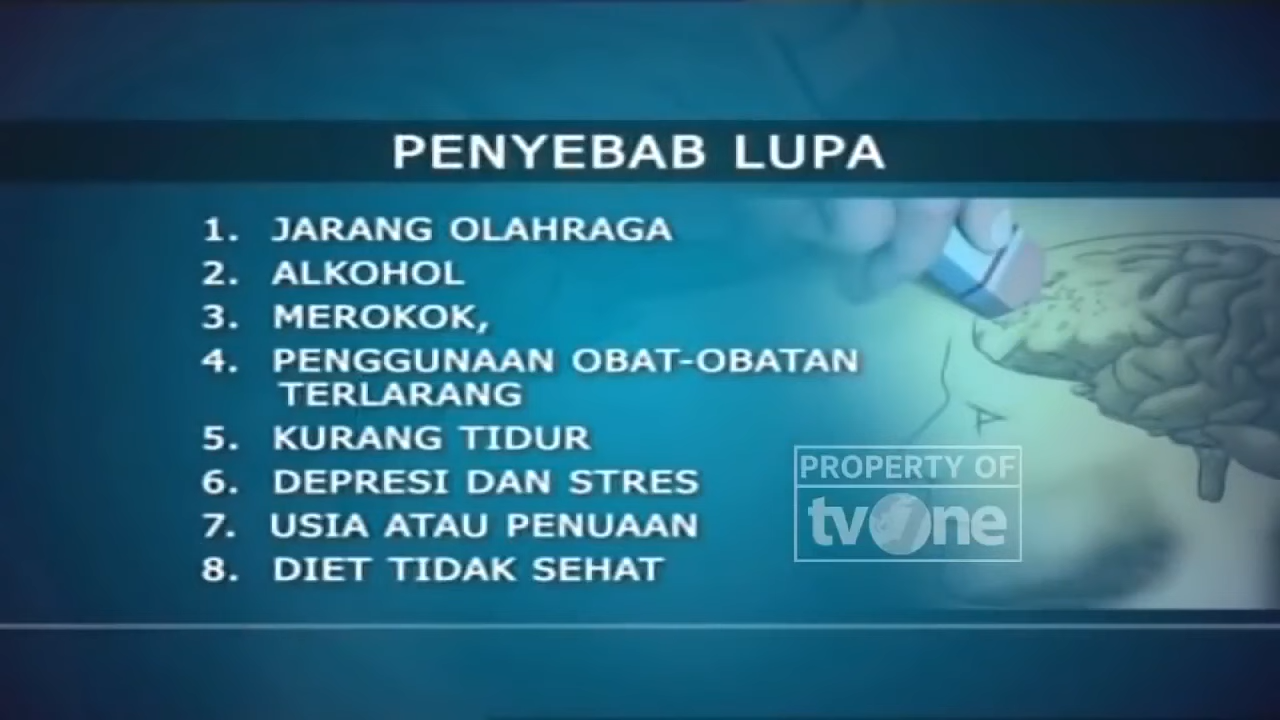 PENYEBAB LUPA
1. JARANG OLAHRAGA
2. ALKOHOL
3. MEROKOK,
4. PENGGUNAAN OBAT-OBATAN
TERLARANG
5. KURANG TIDUR
6. DEPRESI DAN STRES
7. USIA ATAU PENUAAN
8. DIET TIDAK SEHAT
PROPERTY OF
tvOne